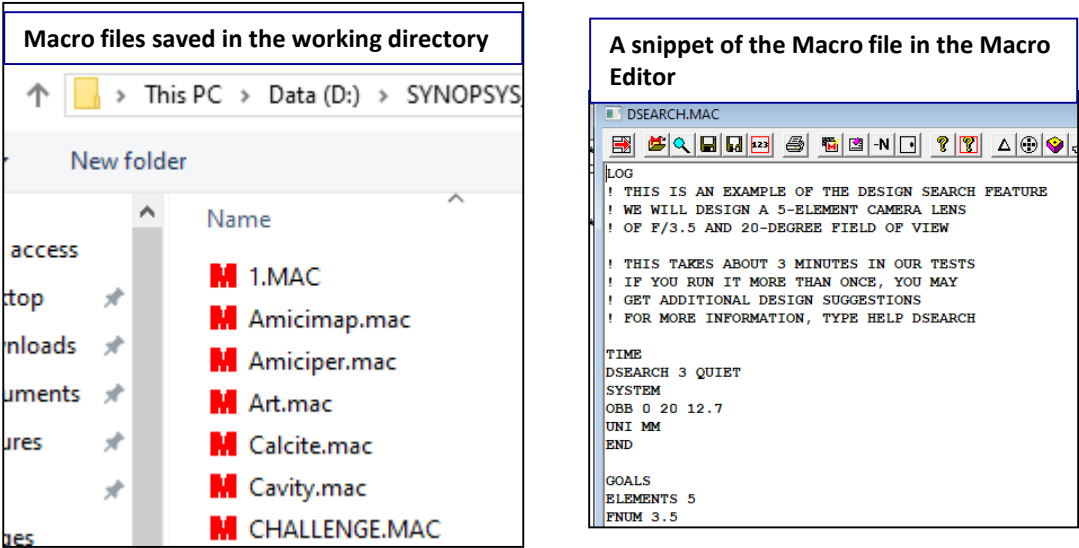 Macro files saved in the working directory
This PC > Data (D:) > SYNOPSYS
New folder
Name
access
1.MAC
Amicimap.mac
Amiciper.mac
Art.mac
Calcite.mac
Cavity.mac
CHALLENGE.MAC
A snippet of the Macro file in the Macro
Editor
DSEARCH.MAC
123
-N
LOG
! THIS IS AN EXAMPLE OF THE DESIGN SEARCH FEATURE
! WE WILL DESIGN A 5-ELEMENT CAMERA LENS
! OF F/3.5 AND 20-DEGREE FIELD OF VIEW
! THIS TAKES ABOUT 3 MINUTES IN OUR TESTS
! IF YOU RUN IT MORE THAN ONCE, YOU MAY
! GET ADDITIONAL DESIGN SUGGESTIONS
! FOR MORE INFORMATION, TYPE HELP DSEARCH
TIME
DSEARCH 3 QUIET
SYSTEM
OBB 0 20 12.7
UNI MM
END
GOALS
ELEMENTS 5
FNUM 3.5